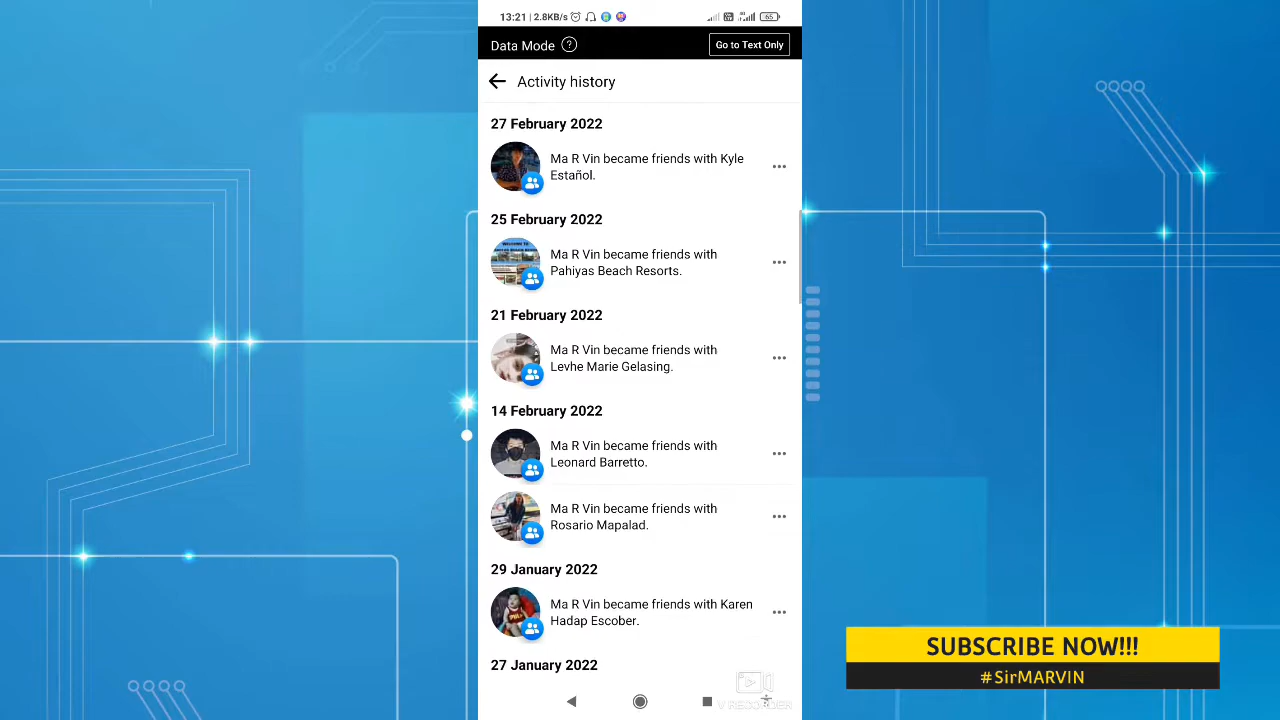 13:21 | 2.8KB/s 65
Data Mode ? Go to Text Only
Activity history
27 February 2022
Ma R Vin became friends with Kyle
Estañol.
25 February 2022
Ma R Vin became friends with
Pahiyas Beach Resorts.
21 February 2022
Ma R Vin became friends with
Levhe Marie Gelasing.
14 February 2022
Ma R Vin became friends with
Leonard Barretto.
Ma R Vin became friends with
Rosario Mapalad.
29 January 2022
Ma R Vin became friends with Karen
Hadap Escober.
27 January 2022
V RECORDER
SUBSCRIBE NOW!!!
#SirMARVIN